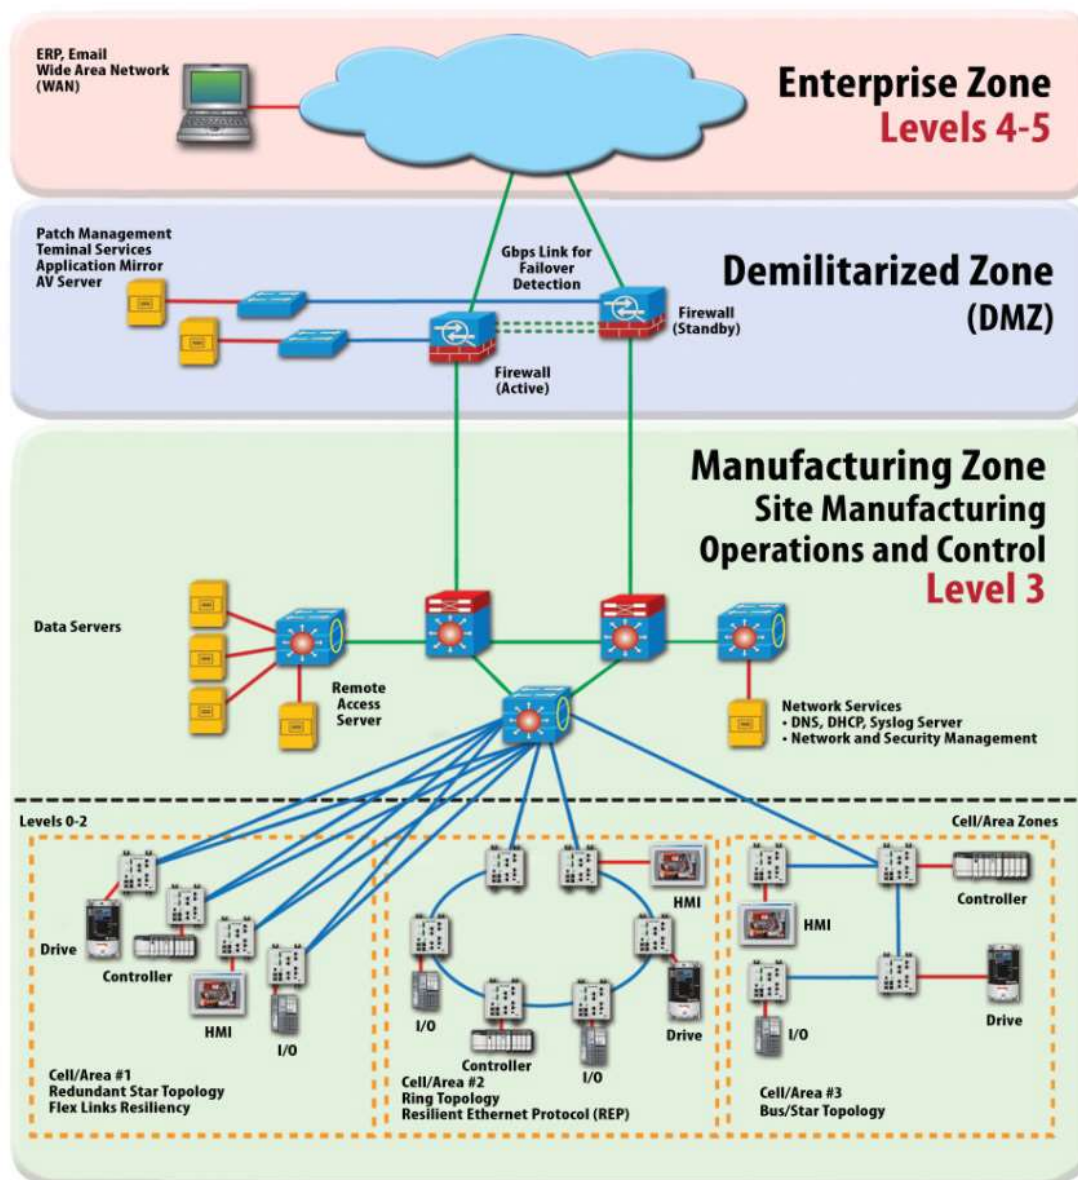 ERP, Email
Wide Area Network
(WAN)
Enterprise Zone
Levels 4-5
Patch Management
Teminal Services
Application Mirror
AV Server
Gbps Link for
Failover
Detection
Firewall
(Standby)
Firewall
(Active)
Demilitarized Zone
(DMZ)
Manufacturing Zone
Site Manufacturing
Operations and Control
Level 3
Data Servers
Remote
Access
Server
Network Services
• DNS, DHCP, Syslog Server
• Network and Security Management
Levels 0-2
Cell/Area Zones
Drive
Controller
HMI
I/O
Cell/Area #1
Redundant Star Topology
Flex Links Resiliency
HMI
I/O
Controller
I/O
Drive
Cell/Area #2
Ring Topology
Resilient Ethernet Protocol (REP)
Controller
HMI
I/O
Drive
Cell/Area #3
Bus/Star Topology